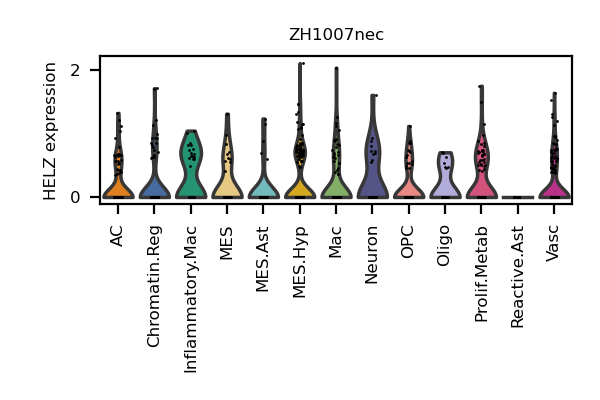 ZH1007nec
HELZ expression
2
0
AC
Chromatin.Reg
Inflammatory.Mac
MES
MES.Ast
MES.Hyp
Mac
Neuron
OPC
Oligo
Prolif.Metab
Reactive.Ast
Vasc